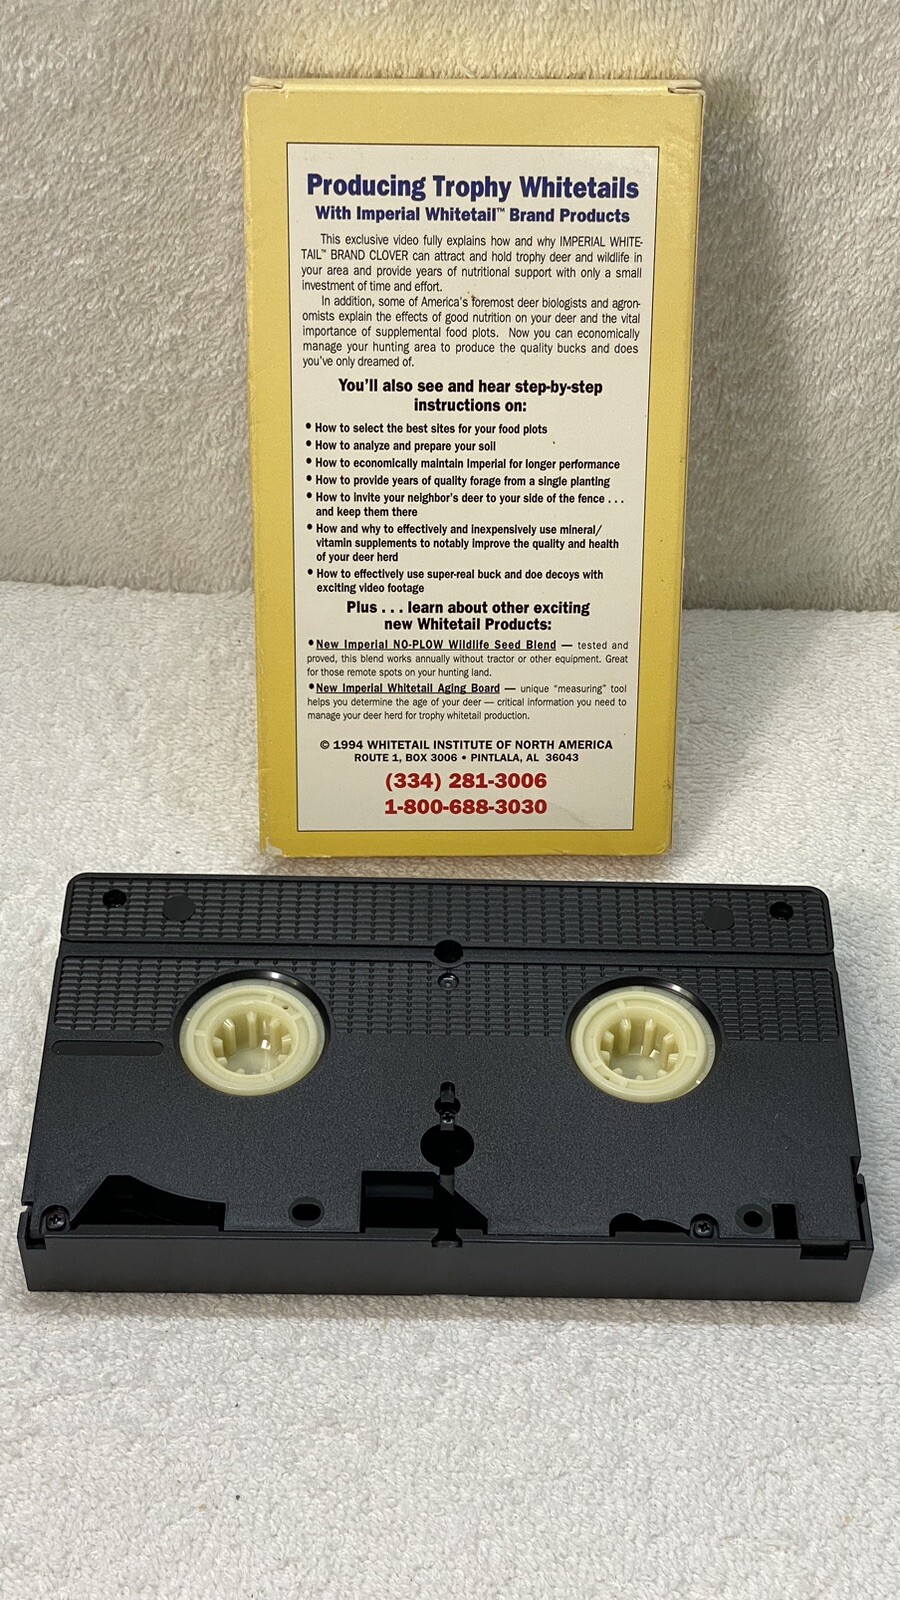 Producing Trophy Whitetails
With Imperial Whitetail™ Brand Products
This exclusive video fully explains how and why IMPERIAL WHITE-
TAIL™ BRAND CLOVER can attract and hold trophy deer and wildlife in
your area and provide years of nutritional support with only a small
investment of time and effort.
In addition, some of America's foremost deer biologists and agron-
omists explain the effects of good nutrition on your deer and the vital
importance of supplemental food plots. Now you can economically
manage your hunting area to produce the quality bucks and does
you've only dreamed of.
You'll also see and hear step-by-step
instructions on:
• How to select the best sites for your food plots
• How to analyze and prepare your soil
• How to economically maintain Imperial for longer performance
• How to provide years of quality forage from a single planting
• How to invite your neighbor's deer to your side of the fence . . .
and keep them there
• How and why to effectively and inexpensively use mineral/
vitamin supplements to notably improve the quality and health
of your deer herd
• How to effectively use super-real buck and doe decoys with
exciting video footage
Plus . . . learn about other exciting
new Whitetail Products:
• New Imperial NO-PLOW Wildlife Seed Blend — tested and
proved, this blend works annually without tractor or other equipment. Great
for those remote spots on your hunting land.
• New Imperial Whitetail Aging Board — unique "measuring" tool
helps you determine the age of your deer — critical information you need to
manage your deer herd for trophy whitetail production.
© 1994 WHITETAIL INSTITUTE OF NORTH AMERICA
ROUTE 1, BOX 3006 • PINTLALA, AL 36043
(334) 281-3006
1-800-688-3030